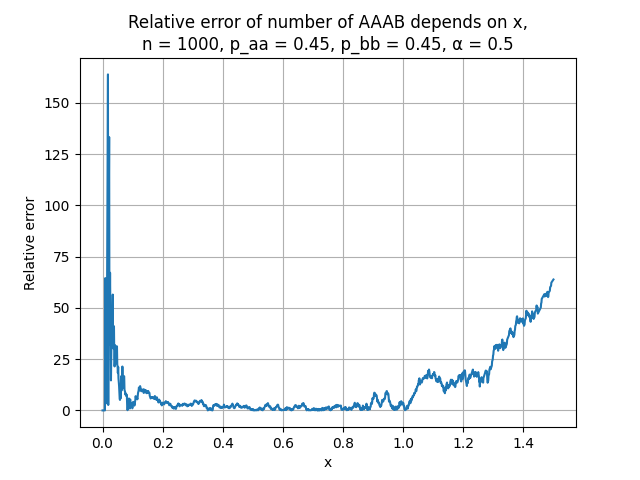 Relative error of number of AAAB depends on x,
n = 1000, p_aa = 0.45, p_bb = 0.45, α = 0.5
150
125
100
75
50
25
0
Relative error
0.0 0.2 0.4 0.6 0.8 1.0 1.2 1.4
x